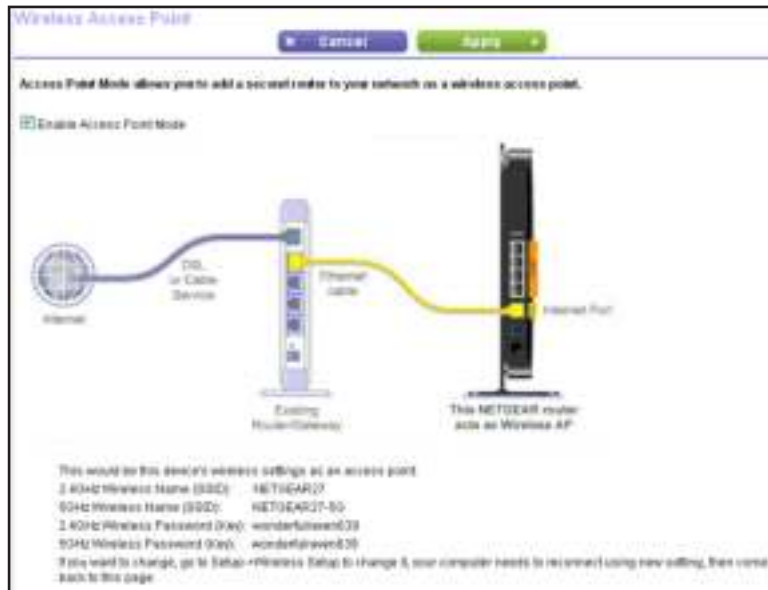 Wireless Access Point
Cancel
Apply
Access Point Mode allows you to add a second router to your network as a wireless access point.
Enable Access Point Mode
DSL
or Cable
Service
Ethernet
cable
Internet
Internet Port
Existing
Router/Gateway
This NETGEAR router
acts as Wireless AP
This would be this device's wireless settings as an access point
2.4GHz Wireless Name (SSID): NETGEAR27
5GHz Wireless Name (SSID): NETGEAR27-5G
2.4GHz Wireless Password (Key):
5GHz Wireless Password (Key):
If you want to change, go to Setup->Wireless Setup to change it, your computer needs to reconnect using new setting, then come
back to this page